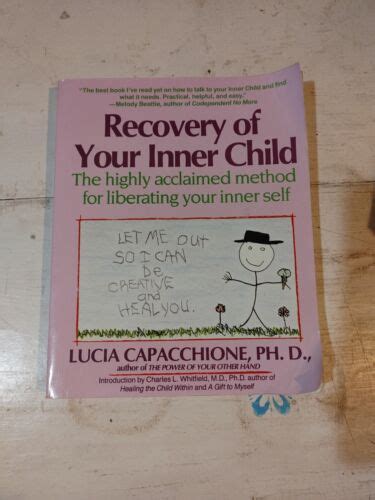 "The best book I've read yet on how to talk to your Inner Child and find
what it needs. Practical, helpful, and easy."
—Melody Beattie, author of Codependent No More
Recovery of
Your Inner Child
The highly acclaimed method
for liberating your inner self
LET ME OUT
SO I CAN
De
CREATIVE
and
HEAL YOU.
LUCIA CAPACCHIONE, PH. D.,
author of THE POWER OF YOUR OTHER HAND
Introduction by Charles L. Whitfield, M.D., Ph.D. author of
Healing the Child Within and A Gift to Myself